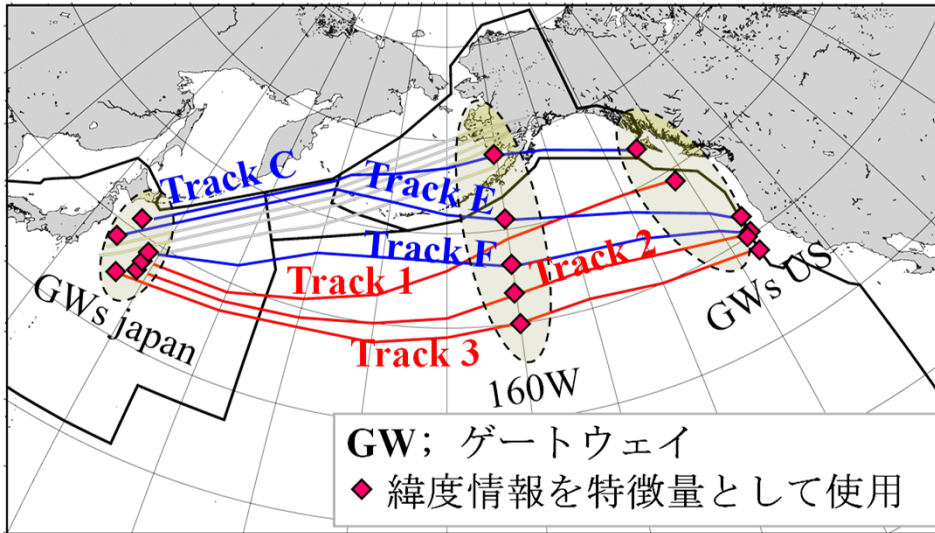 Track C
Track E
Track F
Track 1
Track 2
Track 3
GWs japan
GWs US
160W
GW; ゲートウェイ
緯度情報を特徴量として使用